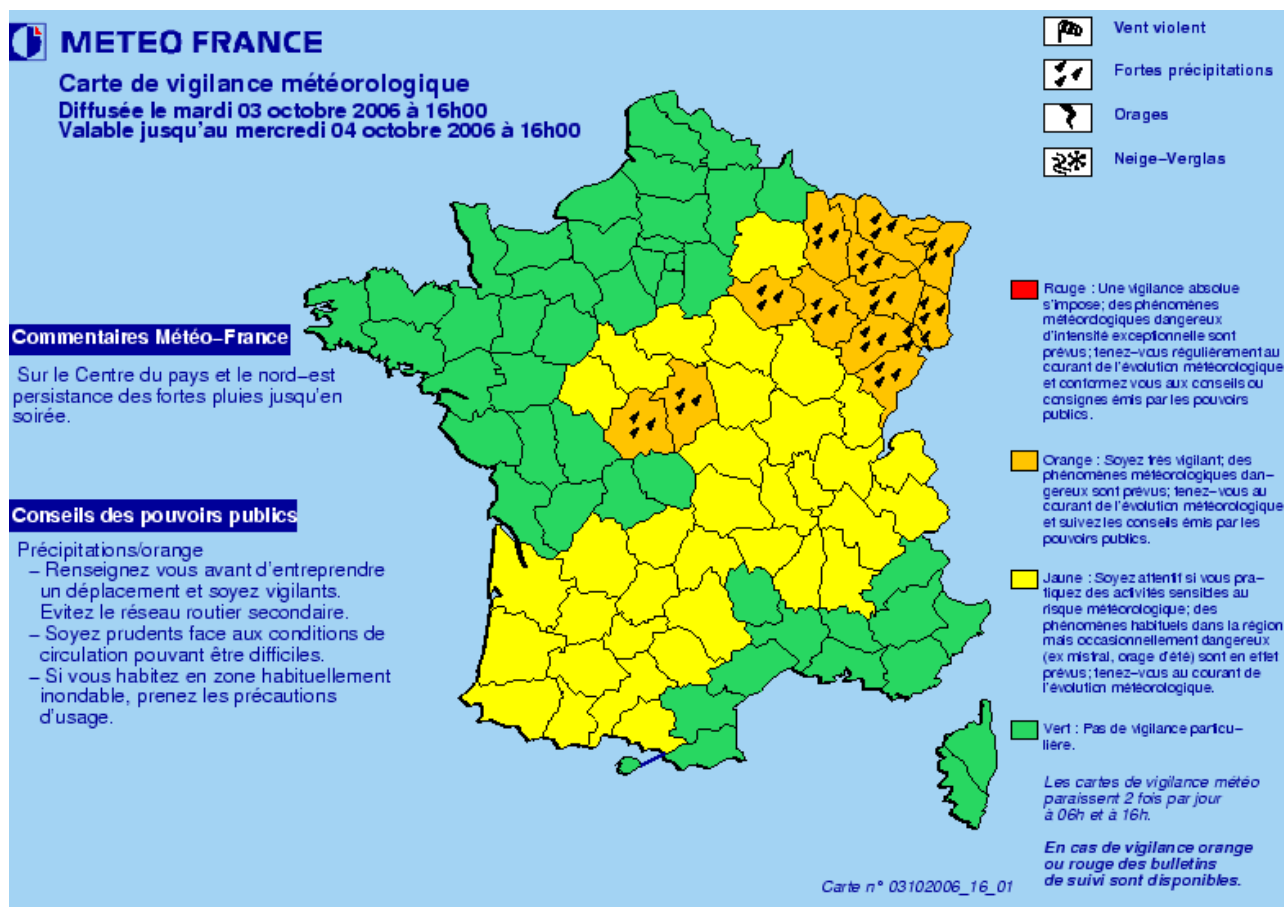 METEO FRANCE
Carte de vigilance météorologique
Diffusée le mardi 03 octobre 2006 à 16h00
Valable jusqu'au mercredi 04 octobre 2006 à 16h00
Vent violent
Fortes précipitations
Orages
Neige-Verglas
Commentaires Météo-France
Sur le Centre du pays et le nord-est
persistance des fortes pluies jusqu'en
soirée.
Conseils des pouvoirs publics
Précipitations/orange
- Renseignez vous avant d'entreprendre
un déplacement et soyez vigilants.
Evitez le réseau routier secondaire.
- Soyez prudents face aux conditions de
circulation pouvant être difficiles.
- Si vous habitez en zone habituellement
inondable, prenez les précautions
d'usage.
Rouge : Une vigilance absolue
s'impose; des phénomènes
météorologiques dangereux
d'intensité exceptionnelle sont
prévus; tenez-vous régulièrement au
courant de l'évolution météorologique
et conformez vous aux conseils ou
consignes émis par les pouvoirs
publics.
Orange : Soyez très vigilant; des
phénomènes météorologiques dan-
gereux sont prévus; tenez-vous au
courant de l'évolution météorologique
et suivez les conseils émis par les
pouvoirs publics.
Jaune : Soyez attentif si vous pra-
tiquez des activités sensibles au
risque météorologique; des
phénomènes habituels dans la région
mais occasionnellement dangereux
(ex mistral, orage d'été) sont en effet
prévus; tenez-vous au courant de
l'évolution météorologique.
Vert : Pas de vigilance particu-
lière.
Les cartes de vigilance météo
paraissent 2 fois par jour
à 06h et à 16h.
En cas de vigilance orange
ou rouge des bulletins
de suivi sont disponibles.
Carte n° 03102006_16_01